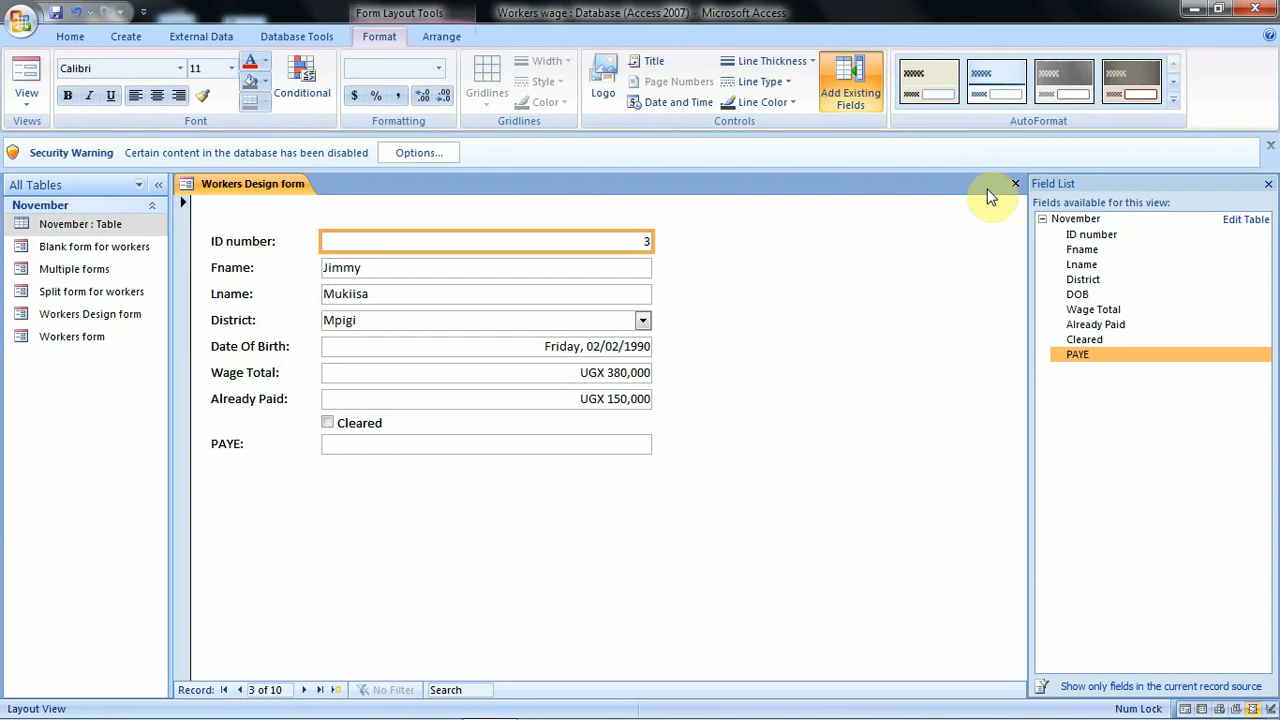 Form Layout Tools
Workers wage : Database (Access 2007) - Microsoft Access
Home
Create
External Data
Database Tools
Format
Arrange
View
Views
Calibri
11
B I U
Conditional
Font
$ % ,
Formatting
Gridlines
Width
Style
Color
Gridlines
Logo
Title
Page Numbers
Date and Time
Line Thickness
Line Type
Line Color
Controls
Add Existing
Fields
AutoFormat
Security Warning
Certain content in the database has been disabled
Options...
All Tables
November
November : Table
Blank form for workers
Multiple forms
Split form for workers
Workers Design form
Workers form
Workers Design form
ID number: 3
Fname: Jimmy
Lname: Mukiisa
District: Mpigi
Date Of Birth: Friday, 02/02/1990
Wage Total: UGX 380,000
Already Paid: UGX 150,000
Cleared
PAYE:
Record: 3 of 10
No Filter
Search
Field List
Fields available for this view:
November
Edit Table
ID number
Fname
Lname
District
DOB
Wage Total
Already Paid
Cleared
PAYE
Show only fields in the current record source
Layout View
Num Lock